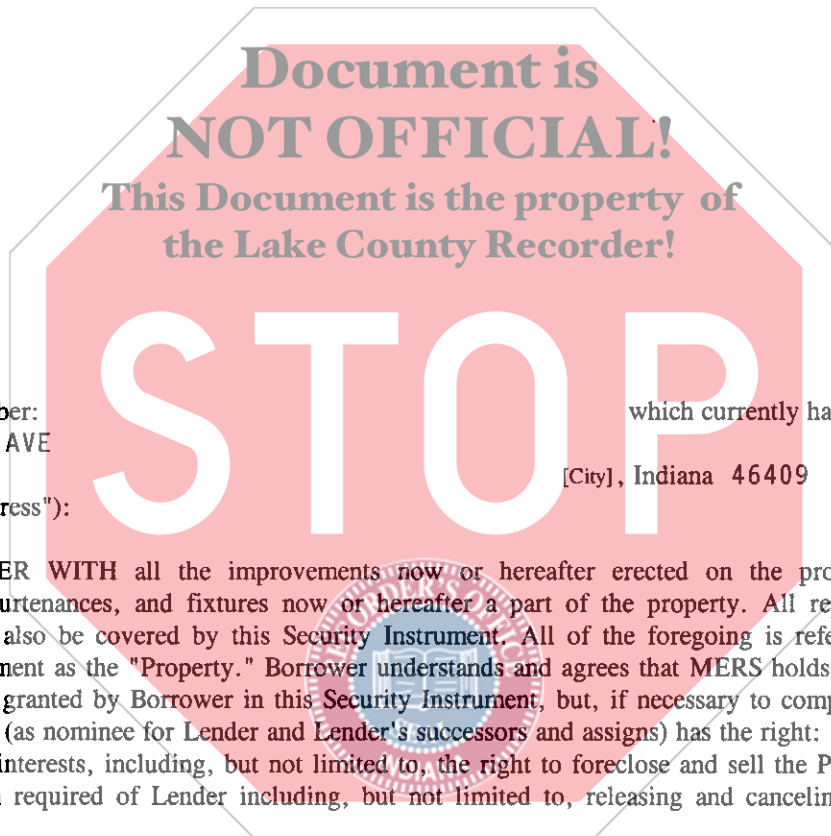 Document is
NOT OFFICIAL!
This Document is the property of
the Lake County Recorder!
STOP
ber: which currently ha
AVE
[City], Indiana 46409
ress"):
ER WITH all the improvements now or hereafter erected on the pro
urtenances, and fixtures now or hereafter a part of the property. All re
also be covered by this Security Instrument. All of the foregoing is refe
ment as the "Property." Borrower understands and agrees that MERS holds
granted by Borrower in this Security Instrument, but, if necessary to comp
(as nominee for Lender and Lender's successors and assigns) has the right:
interests, including, but not limited to, the right to foreclose and sell the P
required of Lender including, but not limited to, releasing and cancelin